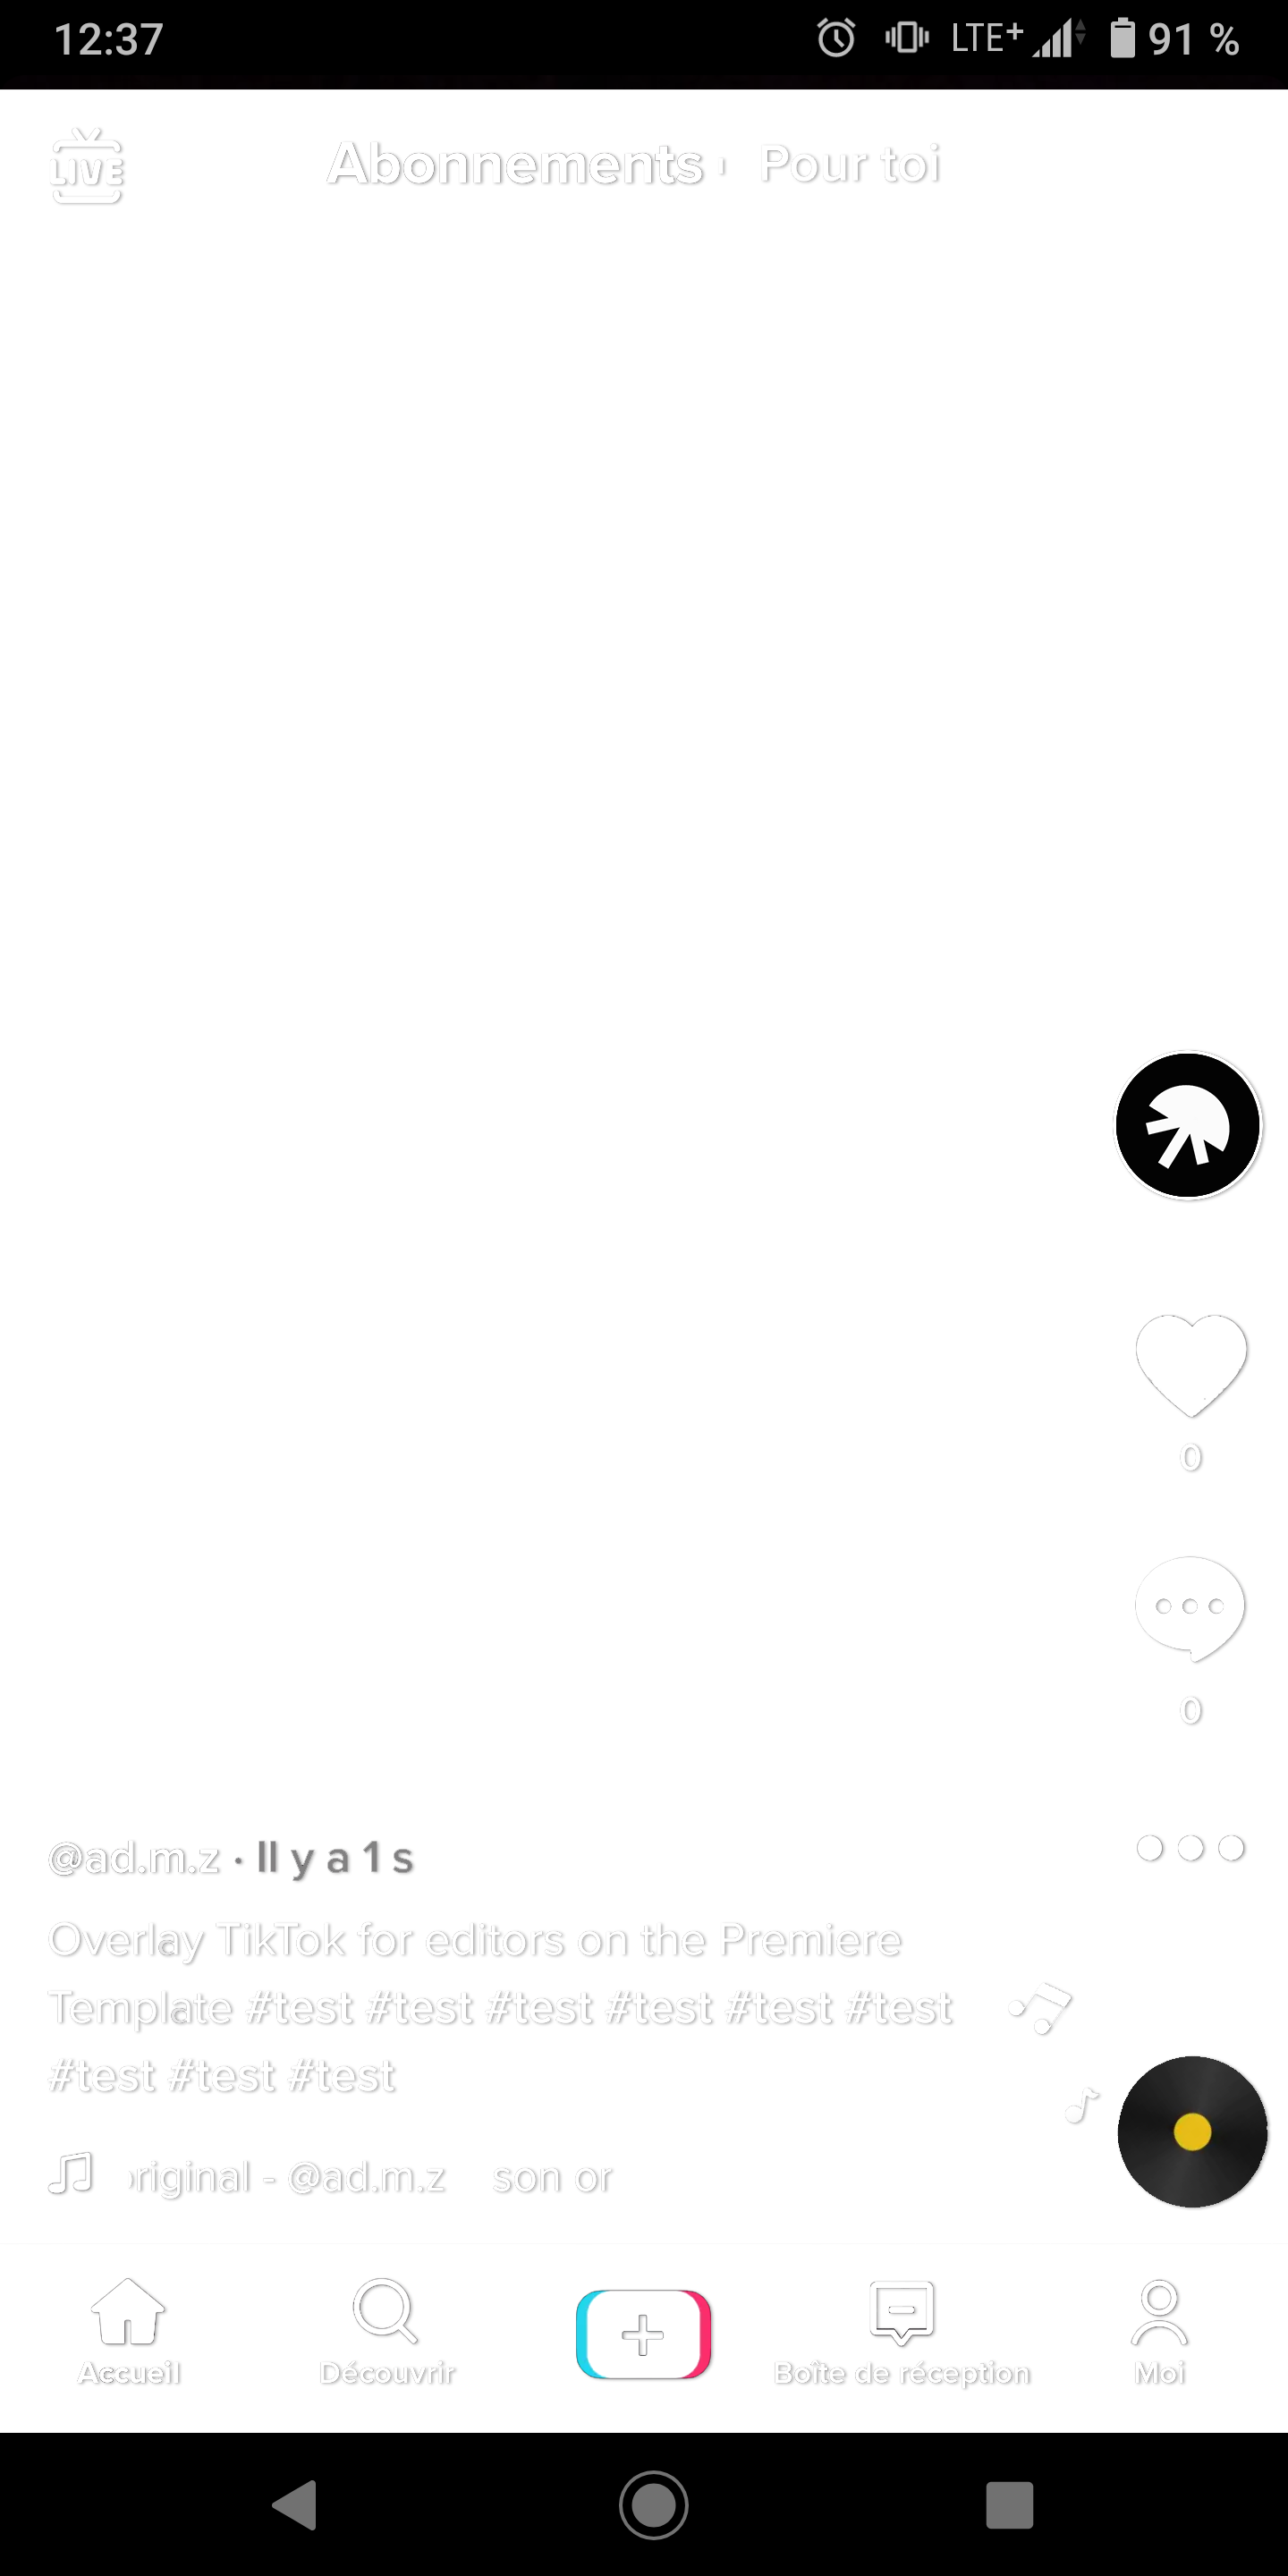 12:37 LTE+ 91 %
LIVE Abonnements Pour toi
0
0
@ad.m.z · ll y a 1 s
Overlay TikTok for editors on the Premiere
Template #test #test #test #test #test #test
#test #test #test
riginal - @ad.m.z son or
Accueil Découvrir Boîte de réception Moi